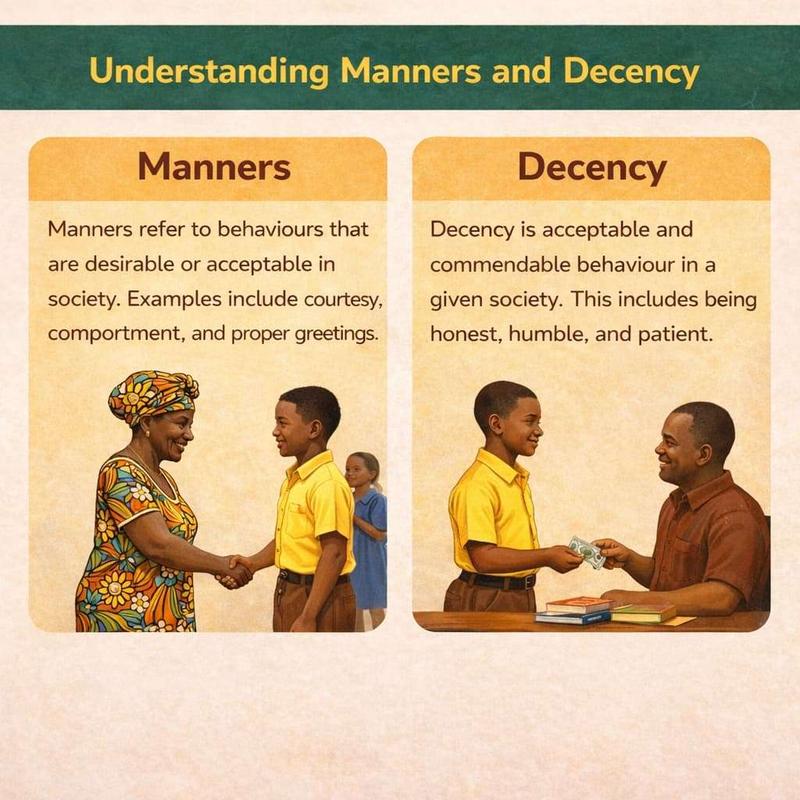 Understanding Manners and Decency
Manners
Manners refer to behaviours that
are desirable or acceptable in
society. Examples include courtesy,
comportment, and proper greetings.
Decency
Decency is acceptable and
commendable behaviour in a
given society. This includes being
honest, humble, and patient.